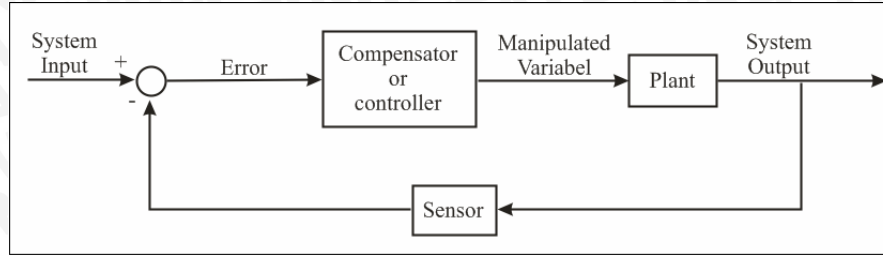 System
Input
+
-
Error
Compensator
or
controller
Manipulated
Variabel
Plant
System
Output
Sensor